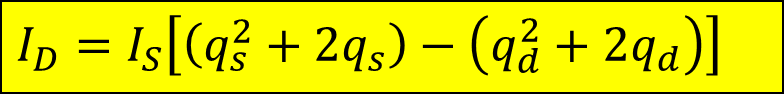 I_D = I_S[(q_s^2 + 2q_s) − (q_d^2 + 2q_d)]